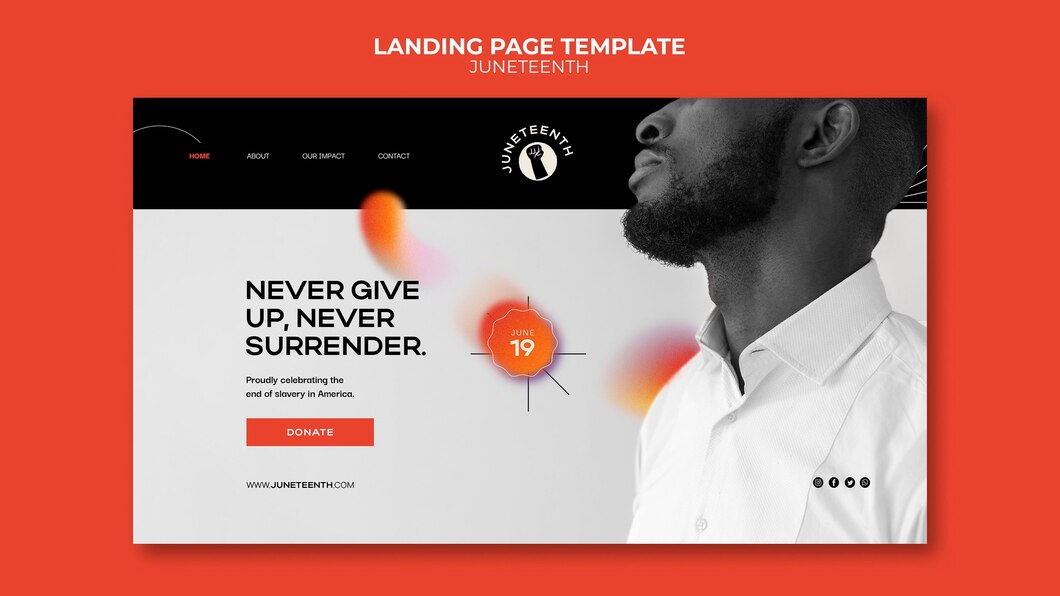 LANDING PAGE TEMPLATE
JUNETEENTH
HOME ABOUT OUR IMPACT CONTACT
JUNETEENTH
NEVER GIVE
UP, NEVER
SURRENDER.
JUNE
19
Proudly celebrating the
end of slavery in America.
DONATE
WWW.JUNETEENTH.COM